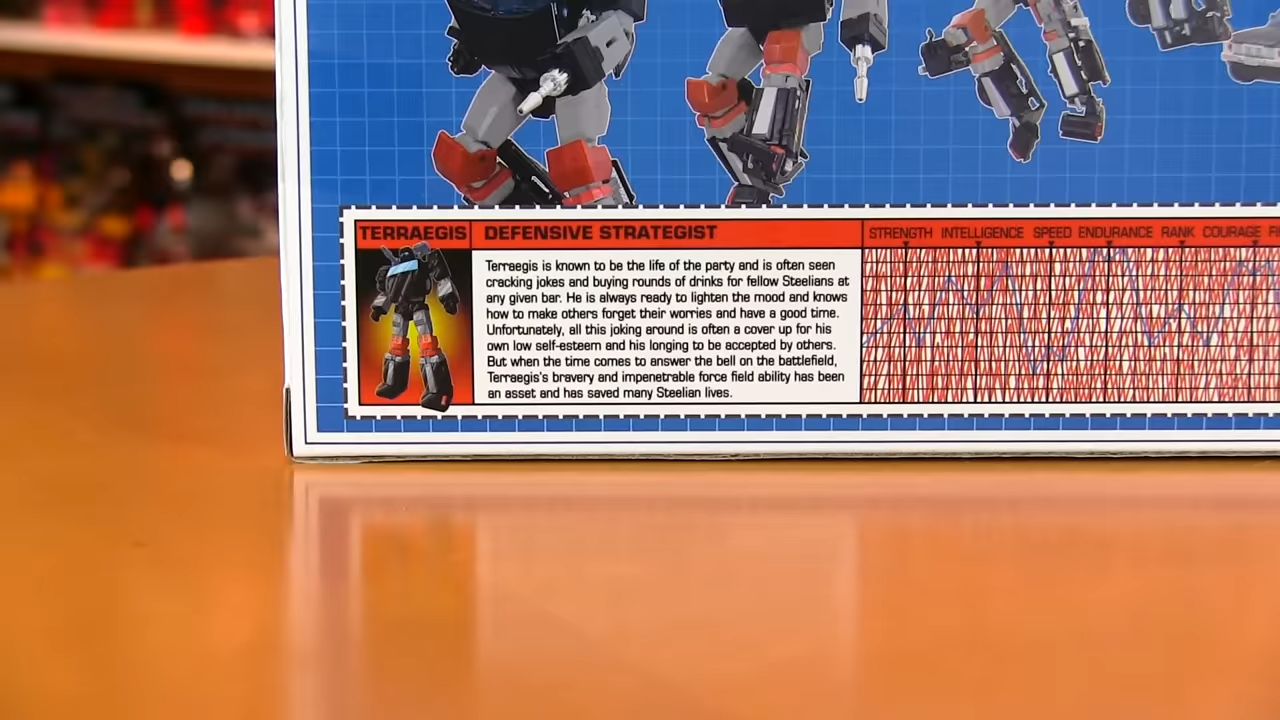 TERRAEGIS
DEFENSIVE STRATEGIST
STRENGTH INTELLIGENCE SPEED ENDURANCE RANK COURAGE
Terraegis is known to be the life of the party and is often seen
cracking jokes and buying rounds of drinks for fellow Steelians at
any given bar. He is always ready to lighten the mood and knows
how to make others forget their worries and have a good time.
Unfortunately, all this joking around is often a cover up for his
own low self-esteem and his longing to be accepted by others.
But when the time comes to answer the bell on the battlefield,
Terraegis's bravery and impenetrable force field ability has been
an asset and has saved many Steelian lives.